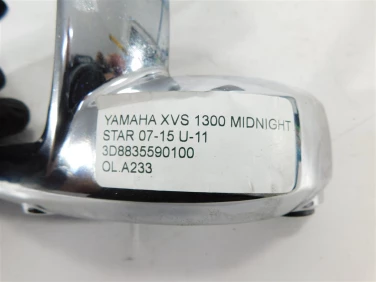 YAMAHA XVS 1300 MIDNIGHT
STAR 07-15 U-11
3D8835590100
OL.A233